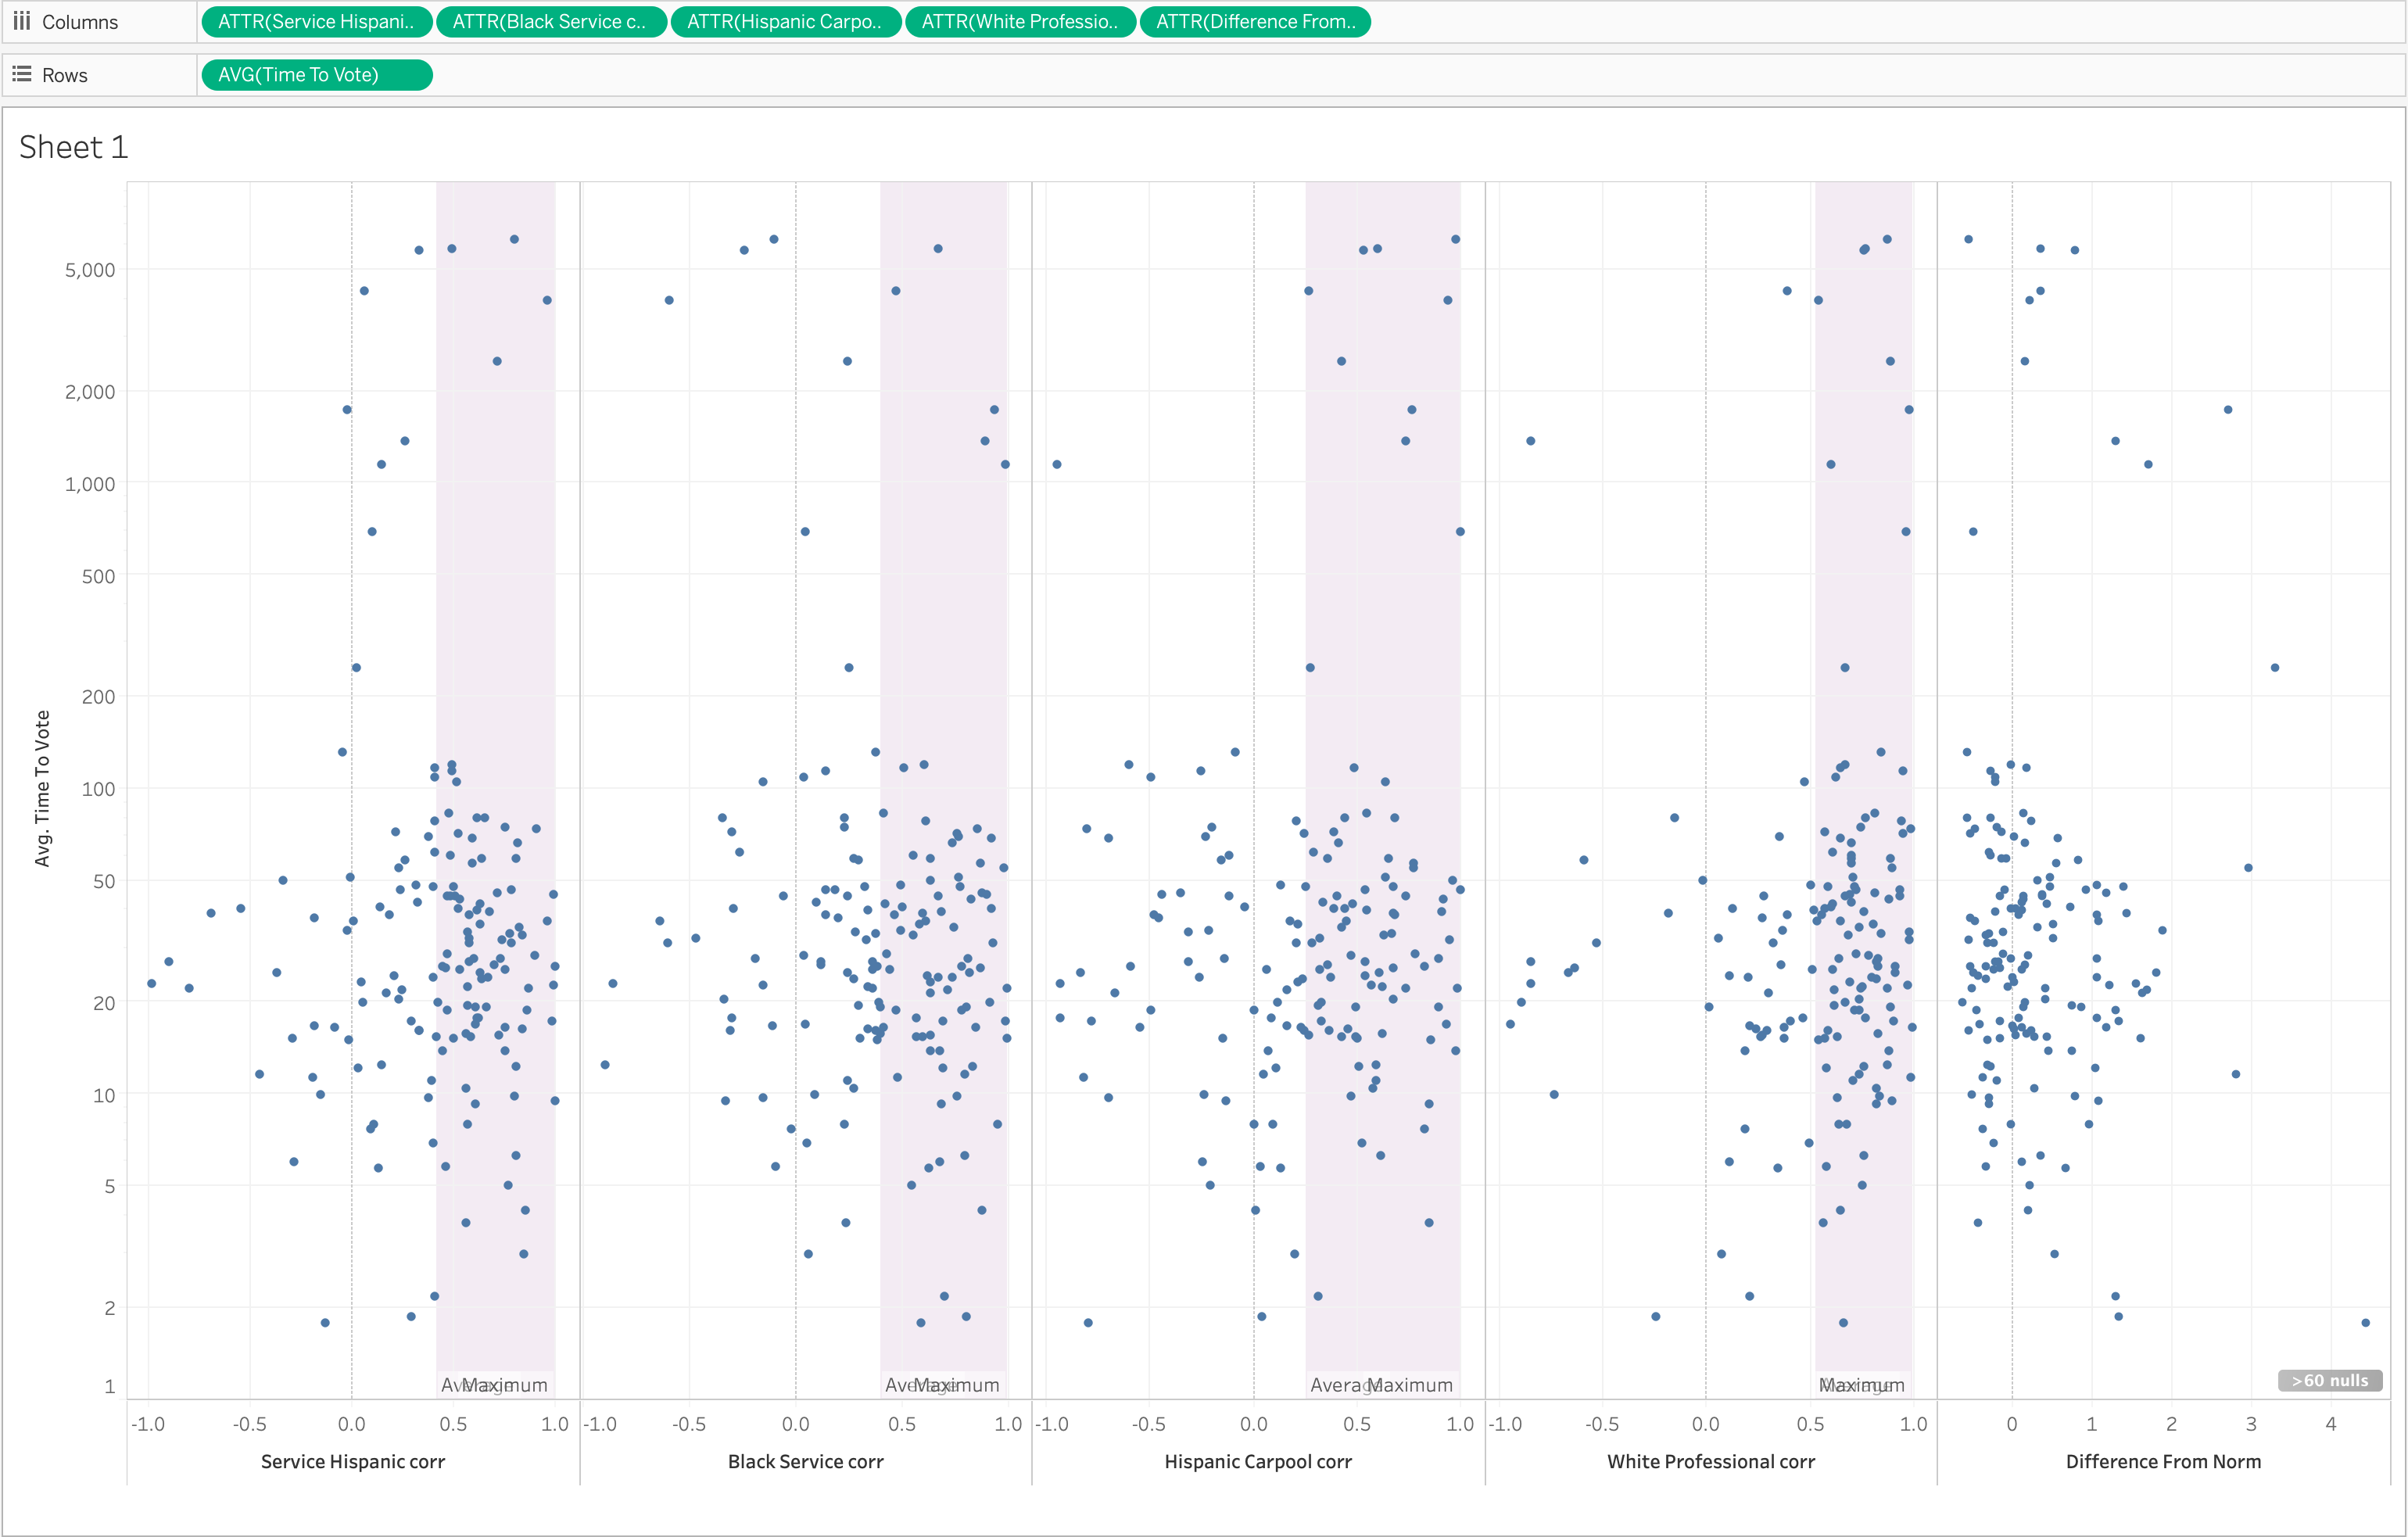 Columns ATTR(Service Hispani.. ATTR(Black Service c.. ATTR(Hispanic Carpo.. ATTR(White Professio.. ATTR(Difference From..
Rows AVG(Time To Vote)
Sheet 1
Avg. Time To Vote
5,000
2,000
1,000
500
200
100
50
20
10
5
2
1
Average Maximum Average Maximum Average Maximum Average Maximum >60 nulls
-1.0 -0.5 0.0 0.5 1.0 -1.0 -0.5 0.0 0.5 1.0 -1.0 -0.5 0.0 0.5 1.0 -1.0 -0.5 0.0 0.5 1.0 0 1 2 3 4
Service Hispanic corr Black Service corr Hispanic Carpool corr White Professional corr Difference From Norm